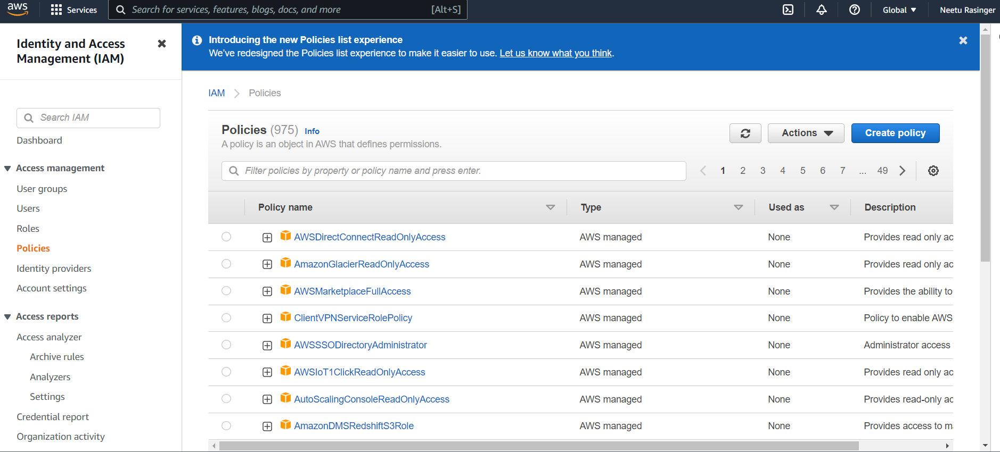 aws
Services
Search for services, features, blogs, docs, and more
[Alt+S]
Global
Neetu Rasinger
Identity and Access
Management (IAM)
Search IAM
Dashboard
Access management
User groups
Users
Roles
Policies
Identity providers
Account settings
Access reports
Access analyzer
Archive rules
Analyzers
Settings
Credential report
Organization activity
Introducing the new Policies list experience
We've redesigned the Policies list experience to make it easier to use. Let us know what you think.
IAM > Policies
Policies (975) Info
A policy is an object in AWS that defines permissions.
Actions
Create policy
Filter policies by property or policy name and press enter.
1 2 3 4 5 6 7 ... 49
Policy name Type Used as Description
AWSDirectConnectReadOnlyAccess AWS managed None Provides read only ac
AmazonGlacierReadOnlyAccess AWS managed None Provides read only ac
AWSMarketplaceFullAccess AWS managed None Provides the ability to
ClientVPNServiceRolePolicy AWS managed None Policy to enable AWS
AWSSSODirectoryAdministrator AWS managed None Administrator access
AWSIoT1ClickReadOnlyAccess AWS managed None Provides read only ac
AutoScalingConsoleReadOnlyAccess AWS managed None Provides read-only ac
AmazonDMSRedshiftS3Role AWS managed None Provides access to m